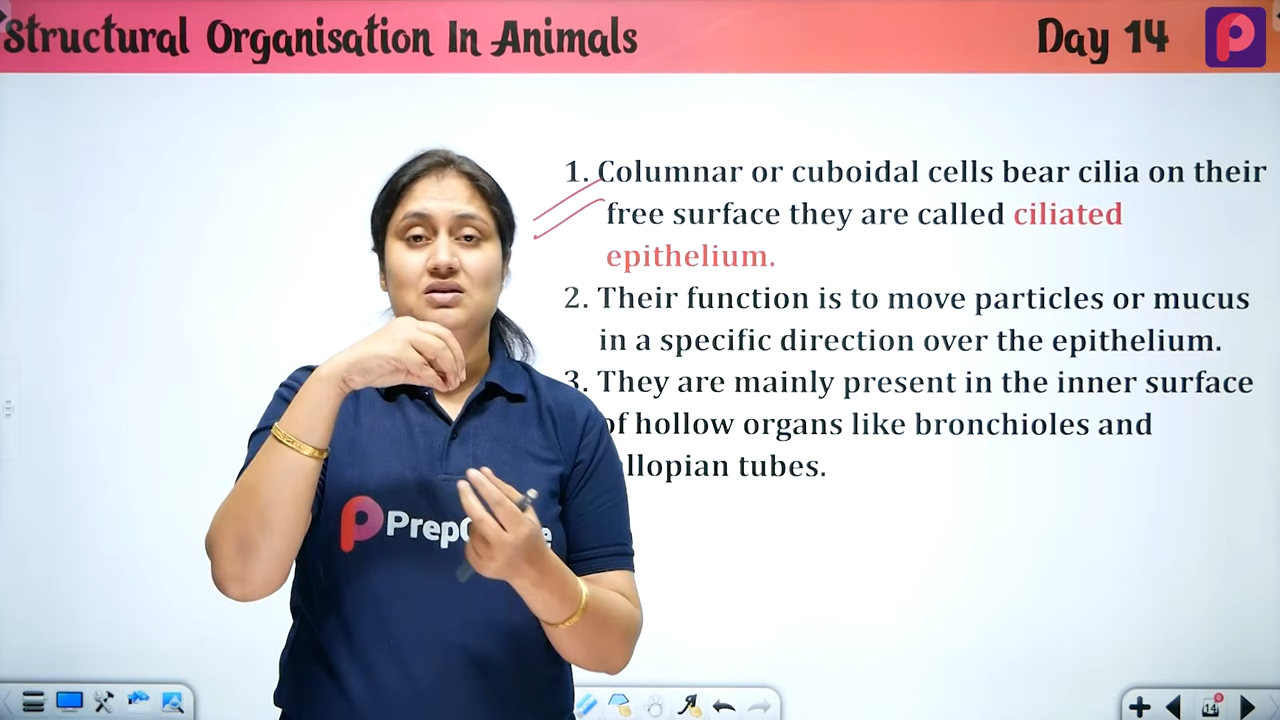 Structural Organisation In Animals
Day 14
1. Columnar or cuboidal cells bear cilia on their
free surface they are called ciliated
epithelium.
2. Their function is to move particles or mucus
in a specific direction over the epithelium.
3. They are mainly present in the inner surface
of hollow organs like bronchioles and
llopian tubes.
Prep
14